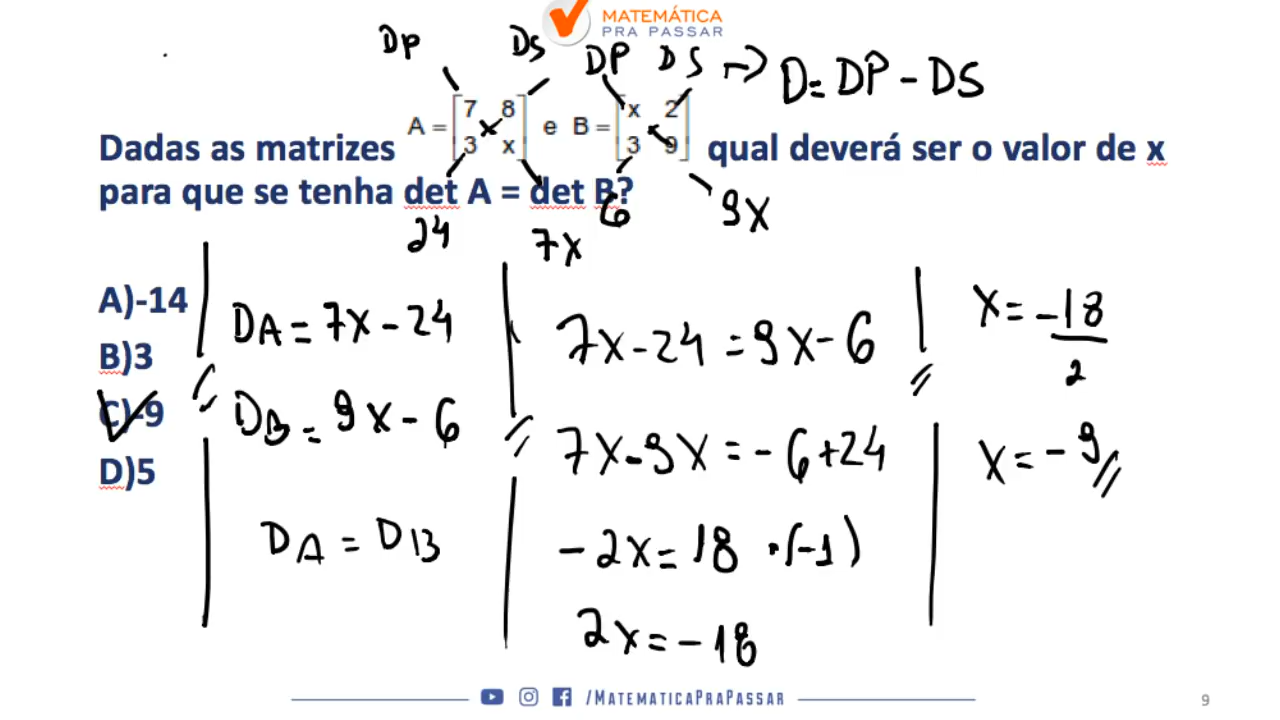 MATEMÁTICA
PRA PASSAR
DP DS DP DS → D = DP - DS
Dadas as matrizes A = [7 8 3 x] e B = [x 2 3 9] qual deverá ser o valor de x
para que se tenha det A = det B?
24 7x 6 9x
A)-14
B)3
C)-9
D)5
DA = 7x - 24
DB = 9x - 6
DA = DB
7x - 24 = 9x - 6
7x - 9x = - 6 + 24
- 2x = 18 .(-1)
2x = - 18
x = -18/2
x = - 9
/MatematicaPraPassar
9